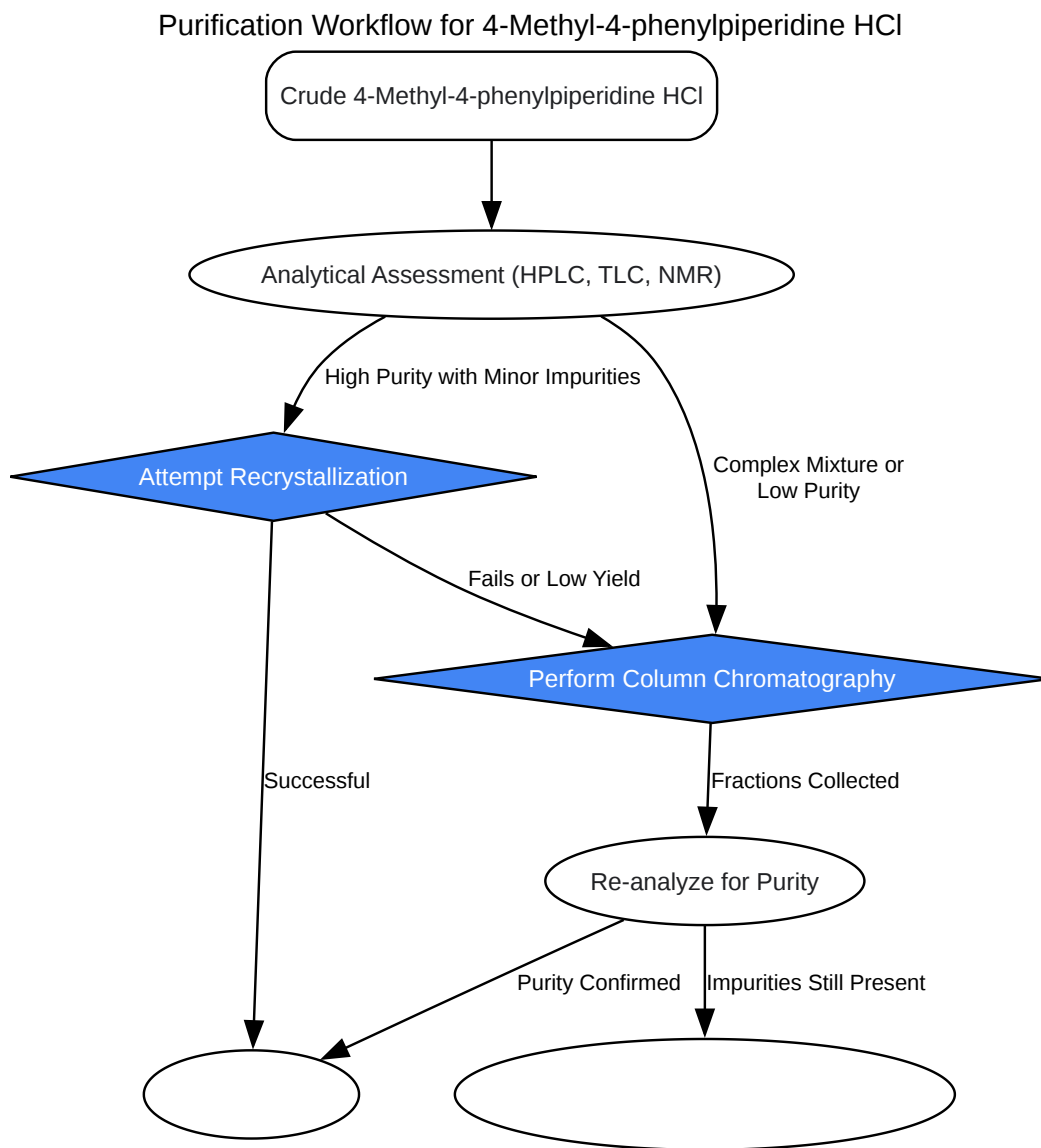 Purification Workflow for 4-Methyl-4-phenylpiperidine HCl
Crude 4-Methyl-4-phenylpiperidine HCl
Analytical Assessment (HPLC, TLC, NMR)
High Purity with Minor Impurities
Attempt Recrystallization
Complex Mixture or
Low Purity
Fails or Low Yield
Perform Column Chromatography
Successful
Fractions Collected
Re-analyze for Purity
Purity Confirmed
Impurities Still Present